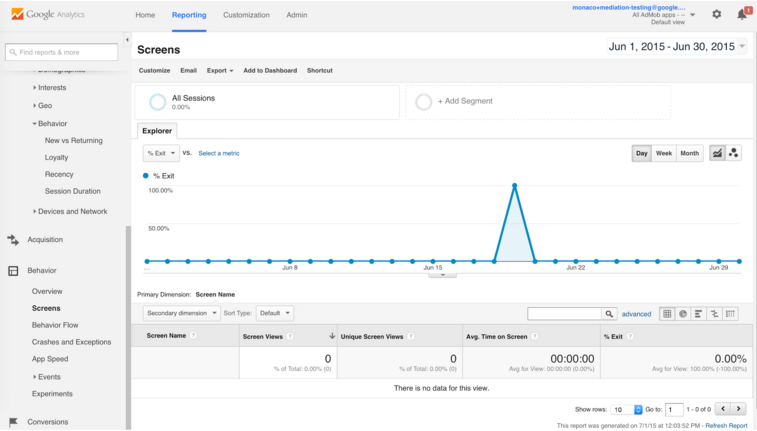 Google Analytics
Home Reporting Customization Admin
monaco+mediation-testing@google....
All AdMob apps - --
Default view
1
Find reports & more
Demographics
Interests
Geo
Behavior
New vs Returning
Loyalty
Recency
Session Duration
Devices and Network
Acquisition
Behavior
Overview
Screens
Behavior Flow
Crashes and Exceptions
App Speed
Events
Experiments
Conversions
Screens
Jun 1, 2015 - Jun 30, 2015
Customize Email Export Add to Dashboard Shortcut
All Sessions
0.00%
+ Add Segment
Explorer
% Exit VS. Select a metric
Day Week Month
% Exit
100.00%
50.00%
... Jun 8 Jun 15 Jun 22 Jun 29
Primary Dimension: Screen Name
Secondary dimension Sort Type: Default advanced
Screen Name ? Screen Views ? Unique Screen Views ? Avg. Time on Screen ? % Exit ?
0 0 00:00:00 0.00%
% of Total: 0.00% (0) % of Total: 0.00% (0) Avg for View: 00:00:00 (0.00%) Avg for View: 100.00% (-100.00%)
There is no data for this view.
Show rows: 10 Go to: 1 1 - 0 of 0
This report was generated on 7/1/15 at 12:03:52 PM - Refresh Report